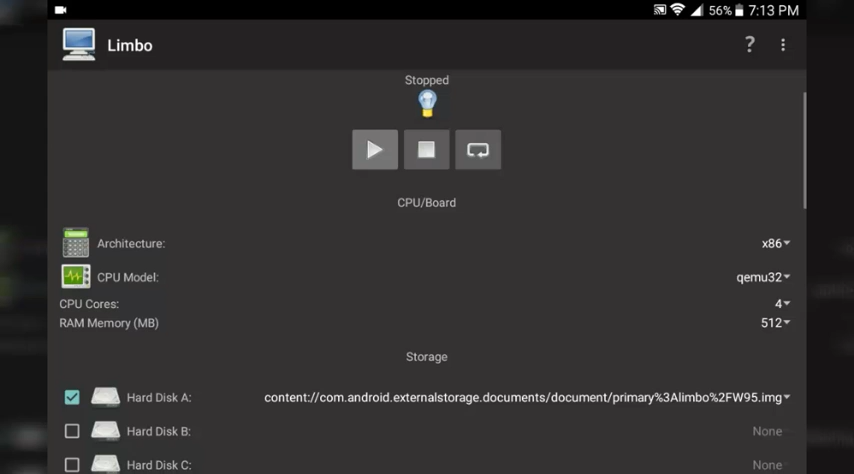 56% 7:13 PM
Limbo ?
Stopped
CPU/Board
Architecture: x86
CPU Model: qemu32
CPU Cores: 4
RAM Memory (MB) 512
Storage
Hard Disk A: content://com.android.externalstorage.documents/document/primary%3Alimbo%2FW95.img
Hard Disk B: None
Hard Disk C: None